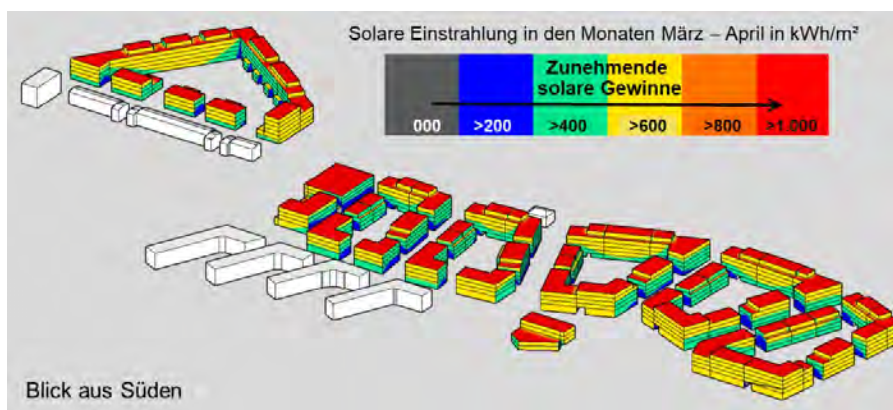 Solare Einstrahlung in den Monaten März – April in kWh/m²
Zunehmende
solare Gewinne
000 >200 >400 >600 >800 >1.000
Blick aus Süden